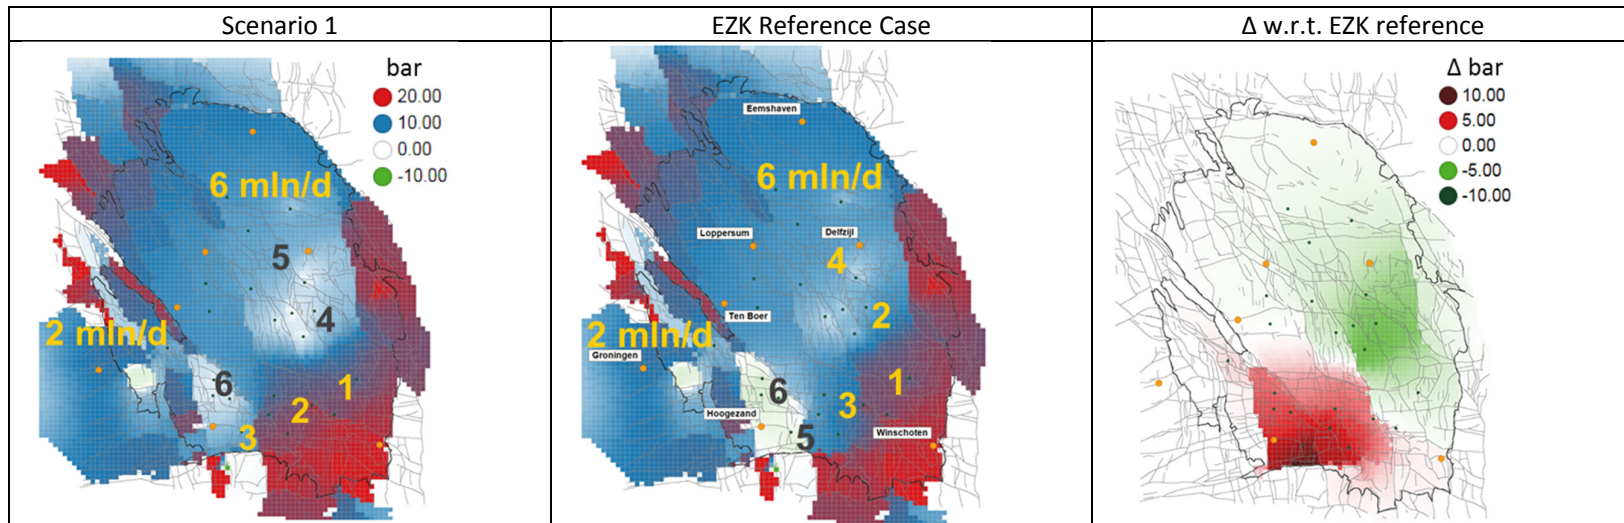 Scenario 1
EZK Reference Case
Δ w.r.t. EZK reference
bar
20.00
10.00
0.00
-10.00
6 mln/d
5
4
2 mln/d
6
1
2
3
Eemshaven
6 mln/d
Loppersum
Delfzijl
4
Ten Boer
2
2 mln/d
Groningen
6
1
3
Hoogezand
5
Winschoten
Δ bar
10.00
5.00
0.00
-5.00
-10.00